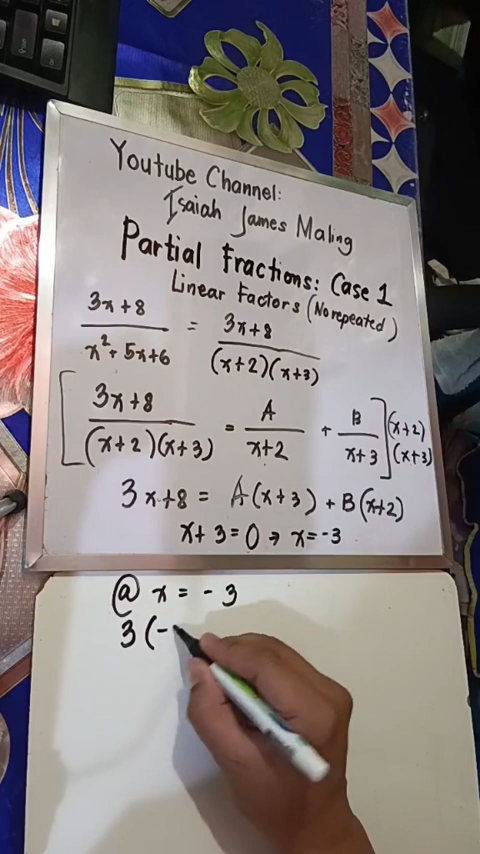 Youtube Channel:
Isaiah James Maling
Partial Fractions: Case 1
Linear Factors (No repeated)
3x+8 / x²+5x+6 = 3x+8 / (x+2)(x+3)
[3x+8 / (x+2)(x+3) = A / x+2 + B / x+3] (x+2)(x+3)
3x+8 = A(x+3) + B(x+2)
x+3=0 → x=-3
@ x = -3
3(-